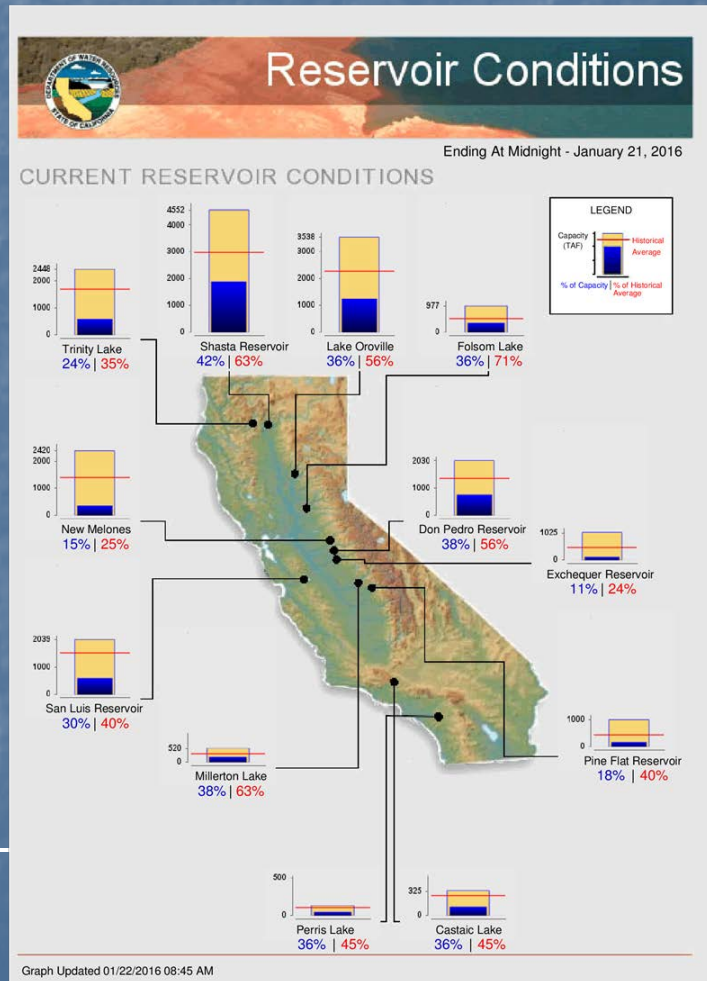 DEPARTMENT OF WATER RESOURCES
STATE OF CALIFORNIA
Reservoir Conditions
Ending At Midnight - January 21, 2016
CURRENT RESERVOIR CONDITIONS
LEGEND
Capacity
(TAF)
Historical
Average
% of Capacity | % of Historical
Average
2448
2000
1000
0
Trinity Lake
24% | 35%
4552
4000
3000
2000
1000
0
Shasta Reservoir
42% | 63%
3538
3000
2000
1000
0
Lake Oroville
36% | 56%
977
0
Folsom Lake
36% | 71%
2420
2000
1000
0
New Melones
15% | 25%
2030
1000
0
Don Pedro Reservoir
38% | 56%
1025
0
Exchequer Reservoir
11% | 24%
2039
1000
0
San Luis Reservoir
30% | 40%
520
0
Millerton Lake
38% | 63%
1000
0
Pine Flat Reservoir
18% | 40%
500
0
Perris Lake
36% | 45%
325
0
Castaic Lake
36% | 45%
Graph Updated 01/22/2016 08:45 AM